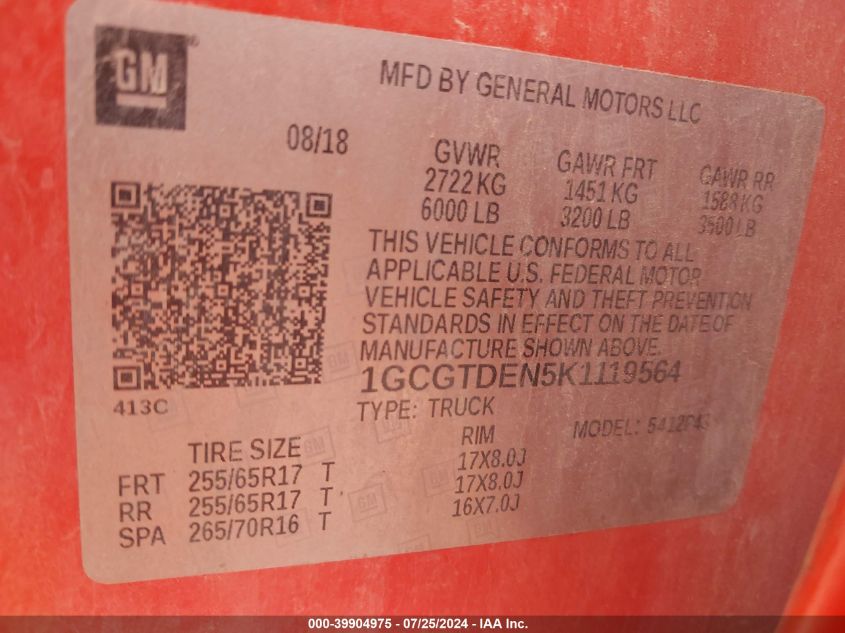 GM
MFD BY GENERAL MOTORS LLC
08/18
GVWR GAWR FRT GAWR RR
2722 KG 1451 KG 1588 KG
6000 LB 3200 LB 3500 LB
THIS VEHICLE CONFORMS TO ALL
APPLICABLE U.S. FEDERAL MOTOR
VEHICLE SAFETY AND THEFT PREVENTION
STANDARDS IN EFFECT ON THE DATE OF
MANUFACTURE SHOWN ABOVE.
1GCGTDEN5K1119564
413C
TYPE: TRUCK
MODEL:
TIRE SIZE RIM
FRT 255/65R17 T 17X8.0J
RR 255/65R17 T 17X8.0J
SPA 265/70R16 T 16X7.0J
000-39904975 - 07/25/2024 - IAA Inc.